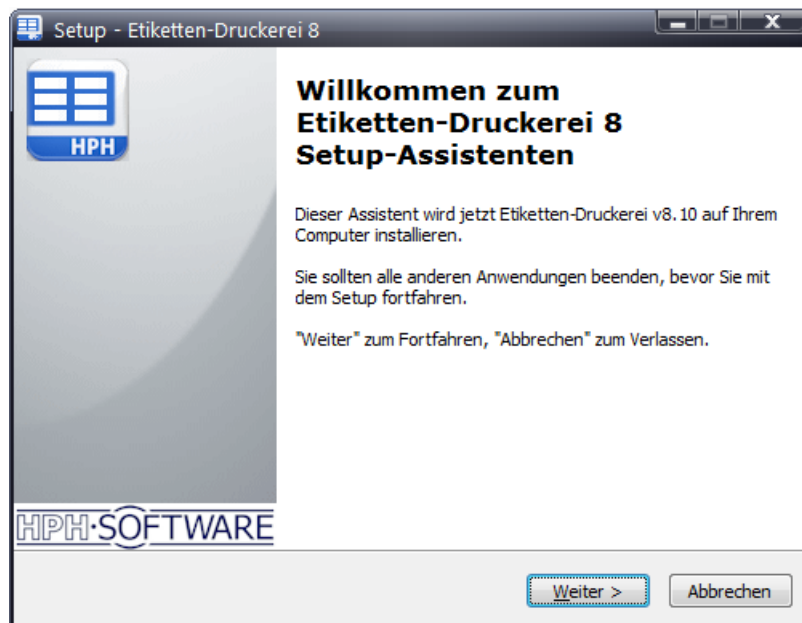 Setup - Etiketten-Druckerei 8
HPH
Willkommen zum
Etiketten-Druckerei 8
Setup-Assistenten
Dieser Assistent wird jetzt Etiketten-Druckerei v8.10 auf Ihrem
Computer installieren.
Sie sollten alle anderen Anwendungen beenden, bevor Sie mit
dem Setup fortfahren.
"Weiter" zum Fortfahren, "Abbrechen" zum Verlassen.
HPH·SOFTWARE
Weiter > Abbrechen